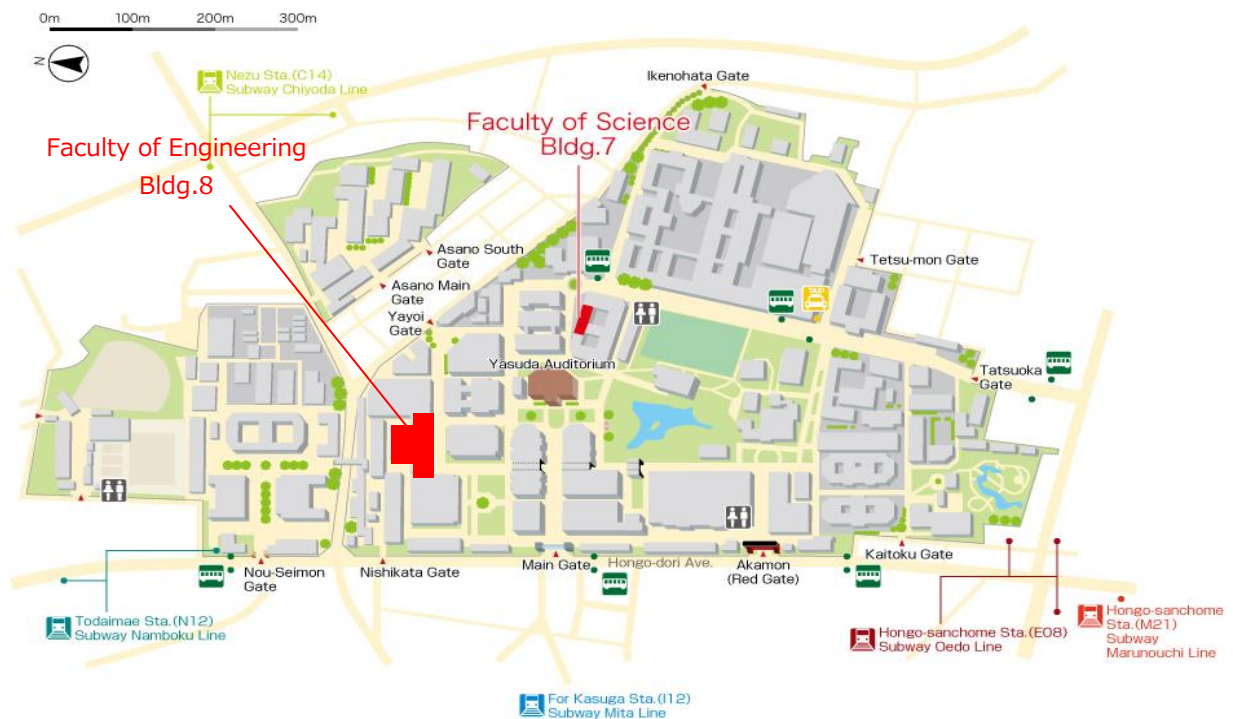 0m 100m 200m 300m
N
Nezu Sta.(C14)
Subway Chiyoda Line
Ikenohata Gate
Faculty of Science
Bldg.7
Faculty of Engineering
Bldg.8
Asano South
Gate
Asano Main
Gate
Yayoi
Gate
Tetsu-mon Gate
TAXI
Yasuda Auditorium
Tatsuoka
Gate
Nou-Seimon
Gate
Nishikata Gate
Main Gate
Hongo-dori Ave.
Akamon
(Red Gate)
Kaitoku Gate
Todaimae Sta.(N12)
Subway Namboku Line
Hongo-sanchome Sta.(E08)
Subway Oedo Line
Hongo-sanchome
Sta.(M21)
Subway
Marunouchi Line
For Kasuga Sta.(I12)
Subway Mita Line